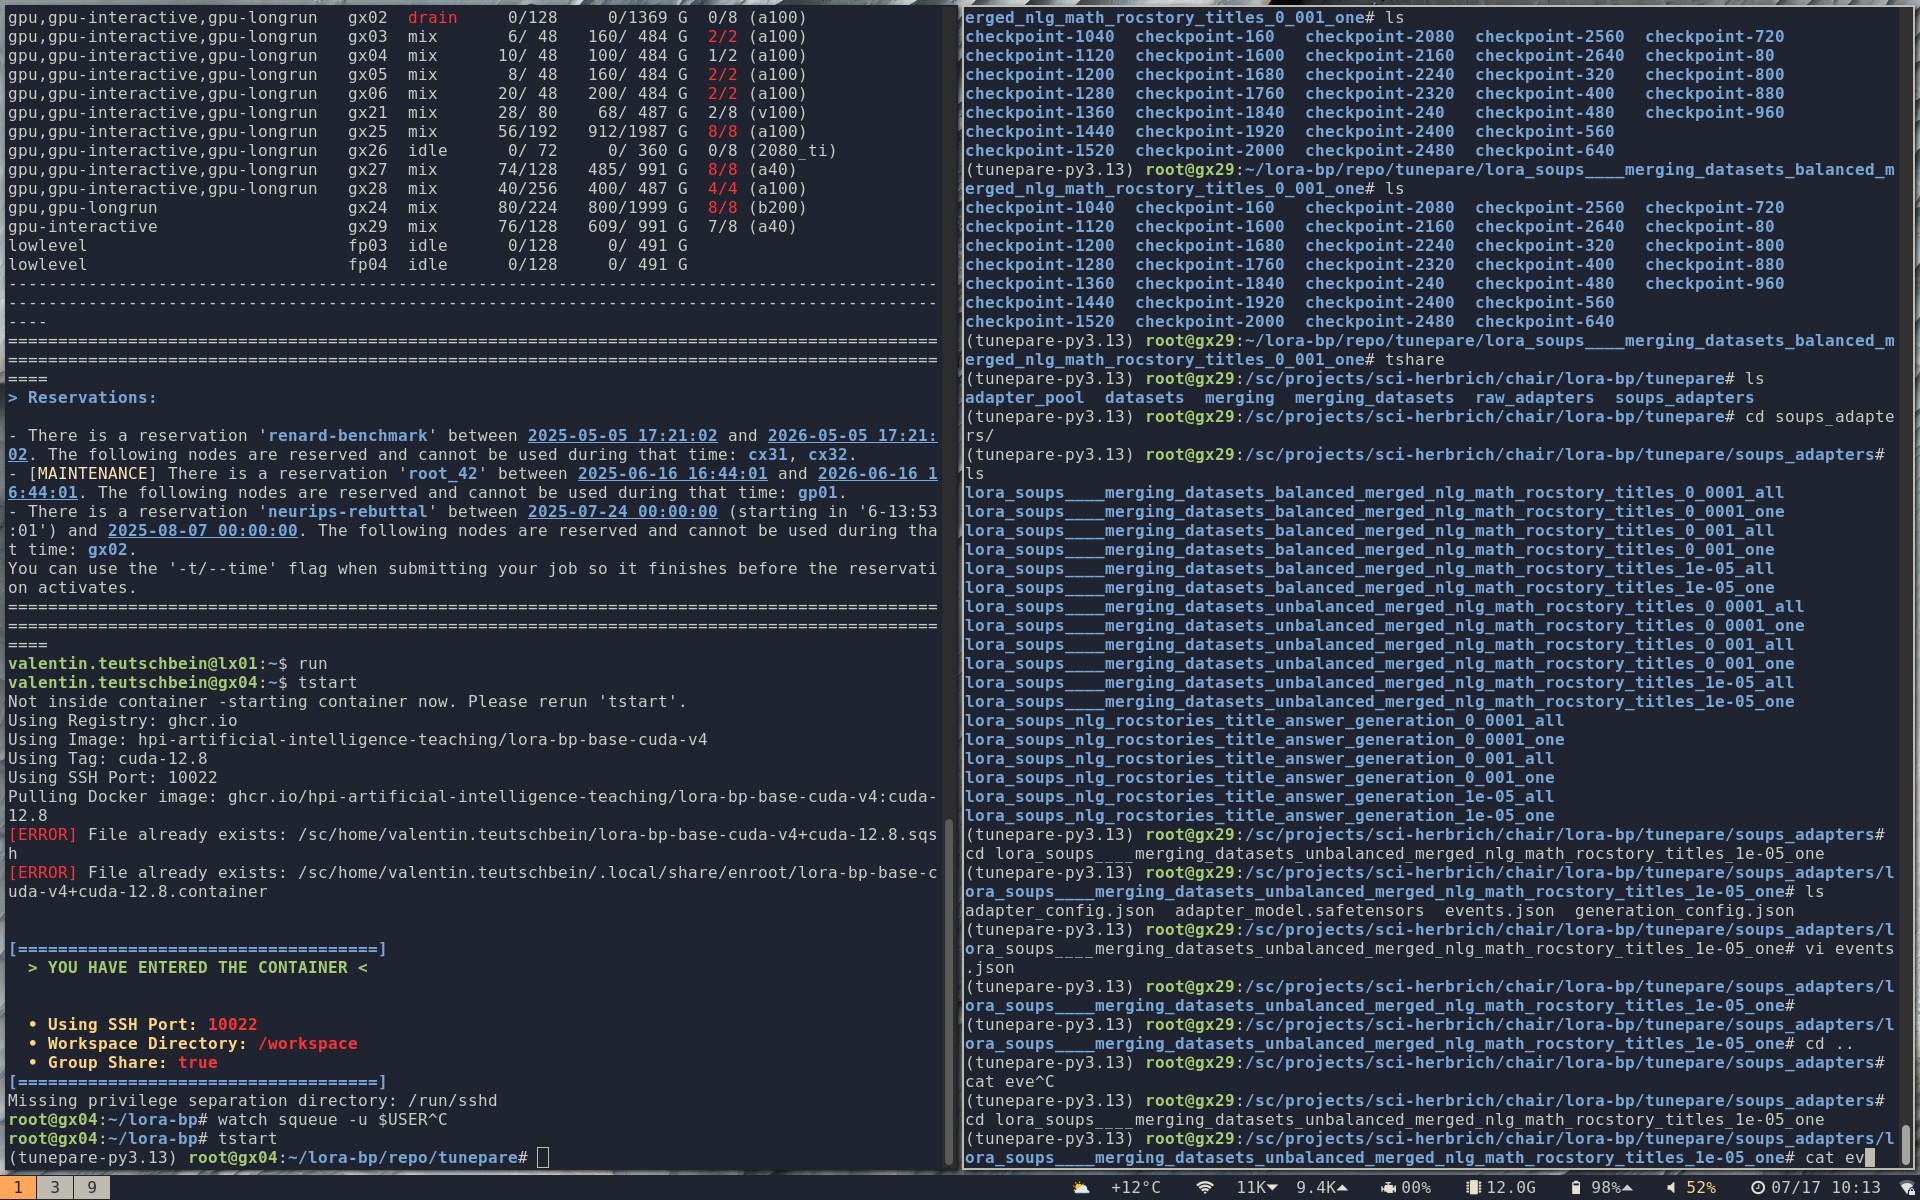 gpu,gpu-interactive,gpu-longrun   gx02  drain     0/128     0/1369 G  0/8 (a100)
gpu,gpu-interactive,gpu-longrun   gx03  mix       6/ 48   160/ 484 G  2/2 (a100)
gpu,gpu-interactive,gpu-longrun   gx04  mix      10/ 48   100/ 484 G  1/2 (a100)
gpu,gpu-interactive,gpu-longrun   gx05  mix       8/ 48   160/ 484 G  2/2 (a100)
gpu,gpu-interactive,gpu-longrun   gx06  mix      20/ 48   200/ 484 G  2/2 (a100)
gpu,gpu-interactive,gpu-longrun   gx21  mix      28/ 80    68/ 487 G  2/8 (v100)
gpu,gpu-interactive,gpu-longrun   gx25  mix      56/192   912/1987 G  8/8 (a100)
gpu,gpu-interactive,gpu-longrun   gx26  idle      0/ 72     0/ 360 G  0/8 (2080_ti)
gpu,gpu-interactive,gpu-longrun   gx27  mix      74/128   485/ 991 G  8/8 (a40)
gpu,gpu-interactive,gpu-longrun   gx28  mix      40/256   400/ 487 G  4/4 (a100)
gpu,gpu-longrun                   gx24  mix      80/224   800/1999 G  8/8 (b200)
gpu-interactive                   gx29  mix      76/128   609/ 991 G  7/8 (a40)
lowlevel                          fp03  idle      0/128     0/ 491 G
lowlevel                          fp04  idle      0/128     0/ 491 G
---------------------------------------------------------------------------------------------
---------------------------------------------------------------------------------------------
----
=============================================================================================
=============================================================================================
====
> Reservations:
- There is a reservation 'renard-benchmark' between 2025-05-05 17:21:02 and 2026-05-05 17:21:
02. The following nodes are reserved and cannot be used during that time: cx31, cx32.
- [MAINTENANCE] There is a reservation 'root_42' between 2025-06-16 16:44:01 and 2026-06-16 1
6:44:01. The following nodes are reserved and cannot be used during that time: gp01.
- There is a reservation 'neurips-rebuttal' between 2025-07-24 00:00:00 (starting in '6-13:53
:01') and 2025-08-07 00:00:00. The following nodes are reserved and cannot be used during tha
t time: gx02.
You can use the '-t/--time' flag when submitting your job so it finishes before the reservati
on activates.
=============================================================================================
=============================================================================================
====
valentin.teutschbein@lx01:~$ run
valentin.teutschbein@gx04:~$ tstart
Not inside container -starting container now. Please rerun 'tstart'.
Using Registry: ghcr.io
Using Image: hpi-artificial-intelligence-teaching/lora-bp-base-cuda-v4
Using Tag: cuda-12.8
Using SSH Port: 10022
Pulling Docker image: ghcr.io/hpi-artificial-intelligence-teaching/lora-bp-base-cuda-v4:cuda-
12.8
[ERROR] File already exists: /sc/home/valentin.teutschbein/lora-bp-base-cuda-v4+cuda-12.8.sqs
h
[ERROR] File already exists: /sc/home/valentin.teutschbein/.local/share/enroot/lora-bp-base-c
uda-v4+cuda-12.8.container
[====================================]
> YOU HAVE ENTERED THE CONTAINER <
• Using SSH Port: 10022
• Workspace Directory: /workspace
• Group Share: true
[====================================]
Missing privilege separation directory: /run/sshd
root@gx04:~/lora-bp# watch squeue -u $USER^C
root@gx04:~/lora-bp# tstart
(tunepare-py3.13) root@gx04:~/lora-bp/repo/tunepare#
erged_nlg_math_rocstory_titles_0_001_one# ls
checkpoint-1040  checkpoint-160   checkpoint-2080  checkpoint-2560  checkpoint-720
checkpoint-1120  checkpoint-1600  checkpoint-2160  checkpoint-2640  checkpoint-80
checkpoint-1200  checkpoint-1680  checkpoint-2240  checkpoint-320   checkpoint-800
checkpoint-1280  checkpoint-1760  checkpoint-2320  checkpoint-400   checkpoint-880
checkpoint-1360  checkpoint-1840  checkpoint-240   checkpoint-480   checkpoint-960
checkpoint-1440  checkpoint-1920  checkpoint-2400  checkpoint-560
checkpoint-1520  checkpoint-2000  checkpoint-2480  checkpoint-640
(tunepare-py3.13) root@gx29:~/lora-bp/repo/tunepare/lora_soups____merging_datasets_balanced_m
erged_nlg_math_rocstory_titles_0_001_one# ls
checkpoint-1040  checkpoint-160   checkpoint-2080  checkpoint-2560  checkpoint-720
checkpoint-1120  checkpoint-1600  checkpoint-2160  checkpoint-2640  checkpoint-80
checkpoint-1200  checkpoint-1680  checkpoint-2240  checkpoint-320   checkpoint-800
checkpoint-1280  checkpoint-1760  checkpoint-2320  checkpoint-400   checkpoint-880
checkpoint-1360  checkpoint-1840  checkpoint-240   checkpoint-480   checkpoint-960
checkpoint-1440  checkpoint-1920  checkpoint-2400  checkpoint-560
checkpoint-1520  checkpoint-2000  checkpoint-2480  checkpoint-640
(tunepare-py3.13) root@gx29:~/lora-bp/repo/tunepare/lora_soups____merging_datasets_balanced_m
erged_nlg_math_rocstory_titles_0_001_one# tshare
(tunepare-py3.13) root@gx29:/sc/projects/sci-herbrich/chair/lora-bp/tunepare# ls
adapter_pool  datasets  merging  merging_datasets  raw_adapters  soups_adapters
(tunepare-py3.13) root@gx29:/sc/projects/sci-herbrich/chair/lora-bp/tunepare# cd soups_adapte
rs/
(tunepare-py3.13) root@gx29:/sc/projects/sci-herbrich/chair/lora-bp/tunepare/soups_adapters#
ls
lora_soups____merging_datasets_balanced_merged_nlg_math_rocstory_titles_0_0001_all
lora_soups____merging_datasets_balanced_merged_nlg_math_rocstory_titles_0_0001_one
lora_soups____merging_datasets_balanced_merged_nlg_math_rocstory_titles_0_001_all
lora_soups____merging_datasets_balanced_merged_nlg_math_rocstory_titles_0_001_one
lora_soups____merging_datasets_balanced_merged_nlg_math_rocstory_titles_1e-05_all
lora_soups____merging_datasets_balanced_merged_nlg_math_rocstory_titles_1e-05_one
lora_soups____merging_datasets_unbalanced_merged_nlg_math_rocstory_titles_0_0001_all
lora_soups____merging_datasets_unbalanced_merged_nlg_math_rocstory_titles_0_0001_one
lora_soups____merging_datasets_unbalanced_merged_nlg_math_rocstory_titles_0_001_all
lora_soups____merging_datasets_unbalanced_merged_nlg_math_rocstory_titles_0_001_one
lora_soups____merging_datasets_unbalanced_merged_nlg_math_rocstory_titles_1e-05_all
lora_soups____merging_datasets_unbalanced_merged_nlg_math_rocstory_titles_1e-05_one
lora_soups_nlg_rocstories_title_answer_generation_0_0001_all
lora_soups_nlg_rocstories_title_answer_generation_0_0001_one
lora_soups_nlg_rocstories_title_answer_generation_0_001_all
lora_soups_nlg_rocstories_title_answer_generation_0_001_one
lora_soups_nlg_rocstories_title_answer_generation_1e-05_all
lora_soups_nlg_rocstories_title_answer_generation_1e-05_one
(tunepare-py3.13) root@gx29:/sc/projects/sci-herbrich/chair/lora-bp/tunepare/soups_adapters#
cd lora_soups____merging_datasets_unbalanced_merged_nlg_math_rocstory_titles_1e-05_one
(tunepare-py3.13) root@gx29:/sc/projects/sci-herbrich/chair/lora-bp/tunepare/soups_adapters/l
ora_soups____merging_datasets_unbalanced_merged_nlg_math_rocstory_titles_1e-05_one# ls
adapter_config.json  adapter_model.safetensors  events.json  generation_config.json
(tunepare-py3.13) root@gx29:/sc/projects/sci-herbrich/chair/lora-bp/tunepare/soups_adapters/l
ora_soups____merging_datasets_unbalanced_merged_nlg_math_rocstory_titles_1e-05_one# vi events
.json
(tunepare-py3.13) root@gx29:/sc/projects/sci-herbrich/chair/lora-bp/tunepare/soups_adapters/l
ora_soups____merging_datasets_unbalanced_merged_nlg_math_rocstory_titles_1e-05_one#
(tunepare-py3.13) root@gx29:/sc/projects/sci-herbrich/chair/lora-bp/tunepare/soups_adapters/l
ora_soups____merging_datasets_unbalanced_merged_nlg_math_rocstory_titles_1e-05_one# cd ..
(tunepare-py3.13) root@gx29:/sc/projects/sci-herbrich/chair/lora-bp/tunepare/soups_adapters#
cat eve^C
(tunepare-py3.13) root@gx29:/sc/projects/sci-herbrich/chair/lora-bp/tunepare/soups_adapters#
cd lora_soups____merging_datasets_unbalanced_merged_nlg_math_rocstory_titles_1e-05_one
(tunepare-py3.13) root@gx29:/sc/projects/sci-herbrich/chair/lora-bp/tunepare/soups_adapters/l
ora_soups____merging_datasets_unbalanced_merged_nlg_math_rocstory_titles_1e-05_one# cat ev
1 3 9 +12°C 11K 9.4K 00% 12.0G 98% 52% 07/17 10:13